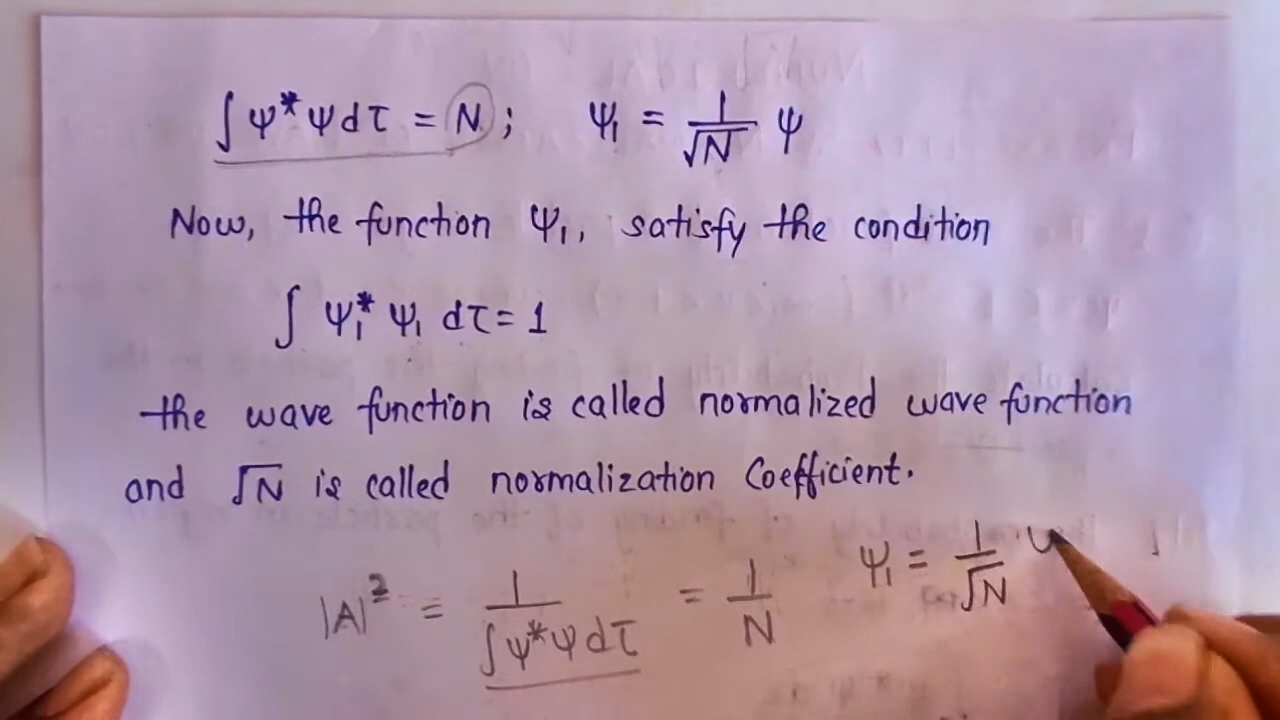 ∫ψ*ψdτ = N; ψ₁ = 1/√N ψ
Now, the function ψ₁, satisfy the condition
∫ ψ₁* ψ₁ dτ = 1
the wave function is called normalized wave function
and √N is called normalization Coefficient.
|A|² = 1/∫ψ*ψdτ = 1/N ψ₁ = 1/√N